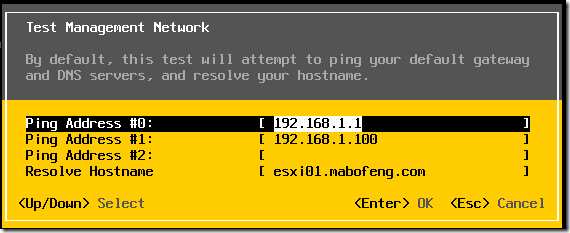 Test Management Network
By default, this test will attempt to ping your default gateway
and DNS servers, and resolve your hostname.
Ping Address #0: [ 192.168.1.1 ]
Ping Address #1: [ 192.168.1.100 ]
Ping Address #2: [ ]
Resolve Hostname [ esxi01.mabofeng.com ]
<Up/Down> Select <Enter> OK <Esc> Cancel